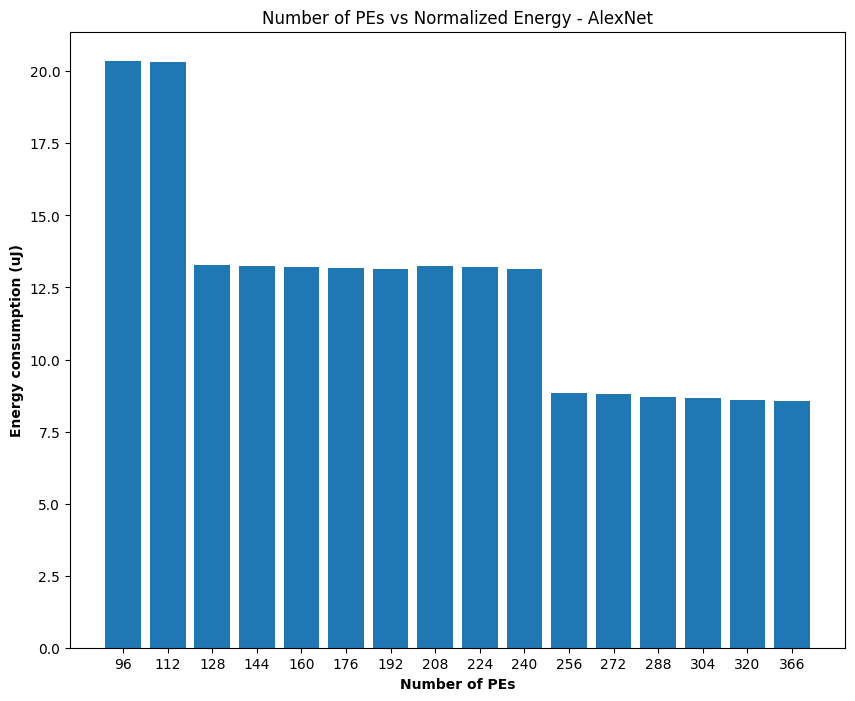 Number of PEs vs Normalized Energy - AlexNet
Energy consumption (uJ)
20.0
17.5
15.0
12.5
10.0
7.5
5.0
2.5
0.0
96 112 128 144 160 176 192 208 224 240 256 272 288 304 320 366
Number of PEs